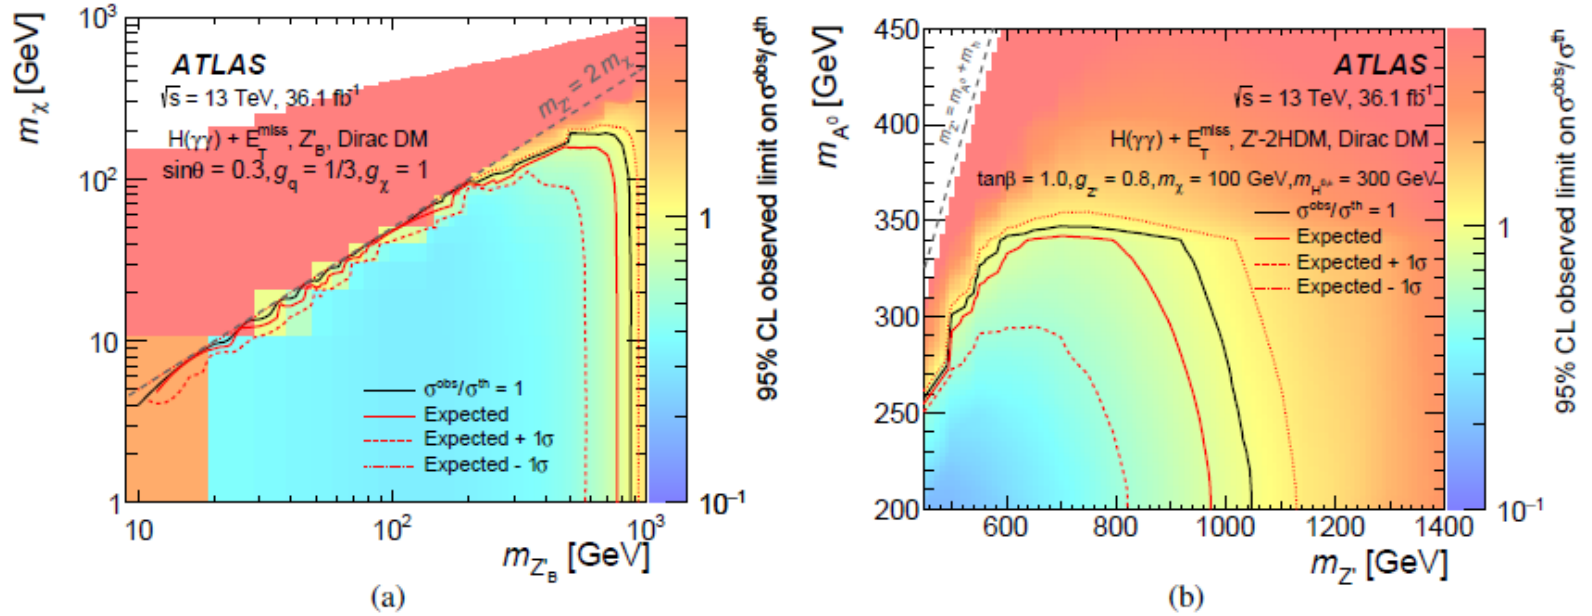 10³
10²
10
1
m_χ [GeV]
ATLAS
√s = 13 TeV, 36.1 fb⁻¹
H(γγ) + E_T^miss, Z'_B, Dirac DM
sinθ = 0.3, g_q = 1/3, g_χ = 1
m_Z' = 2 m_χ
σ^obs/σ^th = 1
Expected
Expected + 1σ
Expected - 1σ
10
10²
10³
m_Z'_B [GeV]
1
10⁻¹
95% CL observed limit on σ^obs/σ^th
(a)
450
400
350
300
250
200
m_A⁰ [GeV]
m_Z' = m_A⁰ + m_h
ATLAS
√s = 13 TeV, 36.1 fb⁻¹
H(γγ) + E_T^miss, Z'-2HDM, Dirac DM
tanβ = 1.0, g_Z' = 0.8, m_χ = 100 GeV, m_H^0,± = 300 GeV
σ^obs/σ^th = 1
Expected
Expected + 1σ
Expected - 1σ
600
800
1000
1200
1400
m_Z' [GeV]
1
10⁻¹
95% CL observed limit on σ^obs/σ^th
(b)